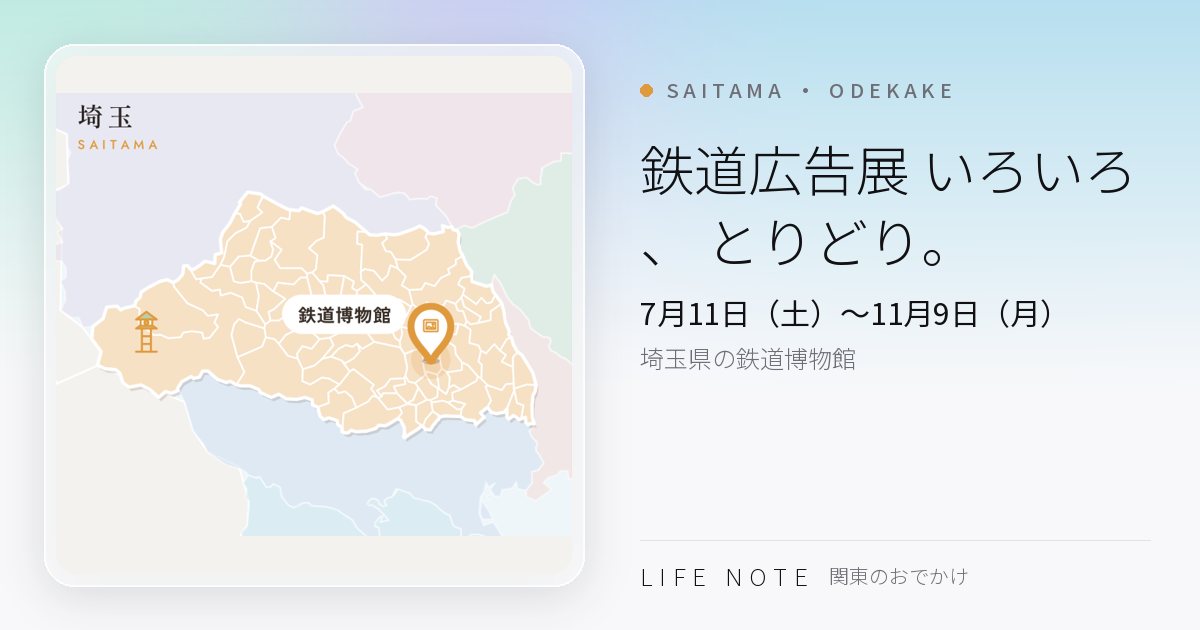 埼玉
SAITAMA
鉄道博物館
SAITAMA • ODEKAKE
鉄道広告展 いろいろ
、 とりどり。
7月11日（土）〜11月9日（月）
埼玉県の鉄道博物館
LIFE NOTE 関東のおでかけ